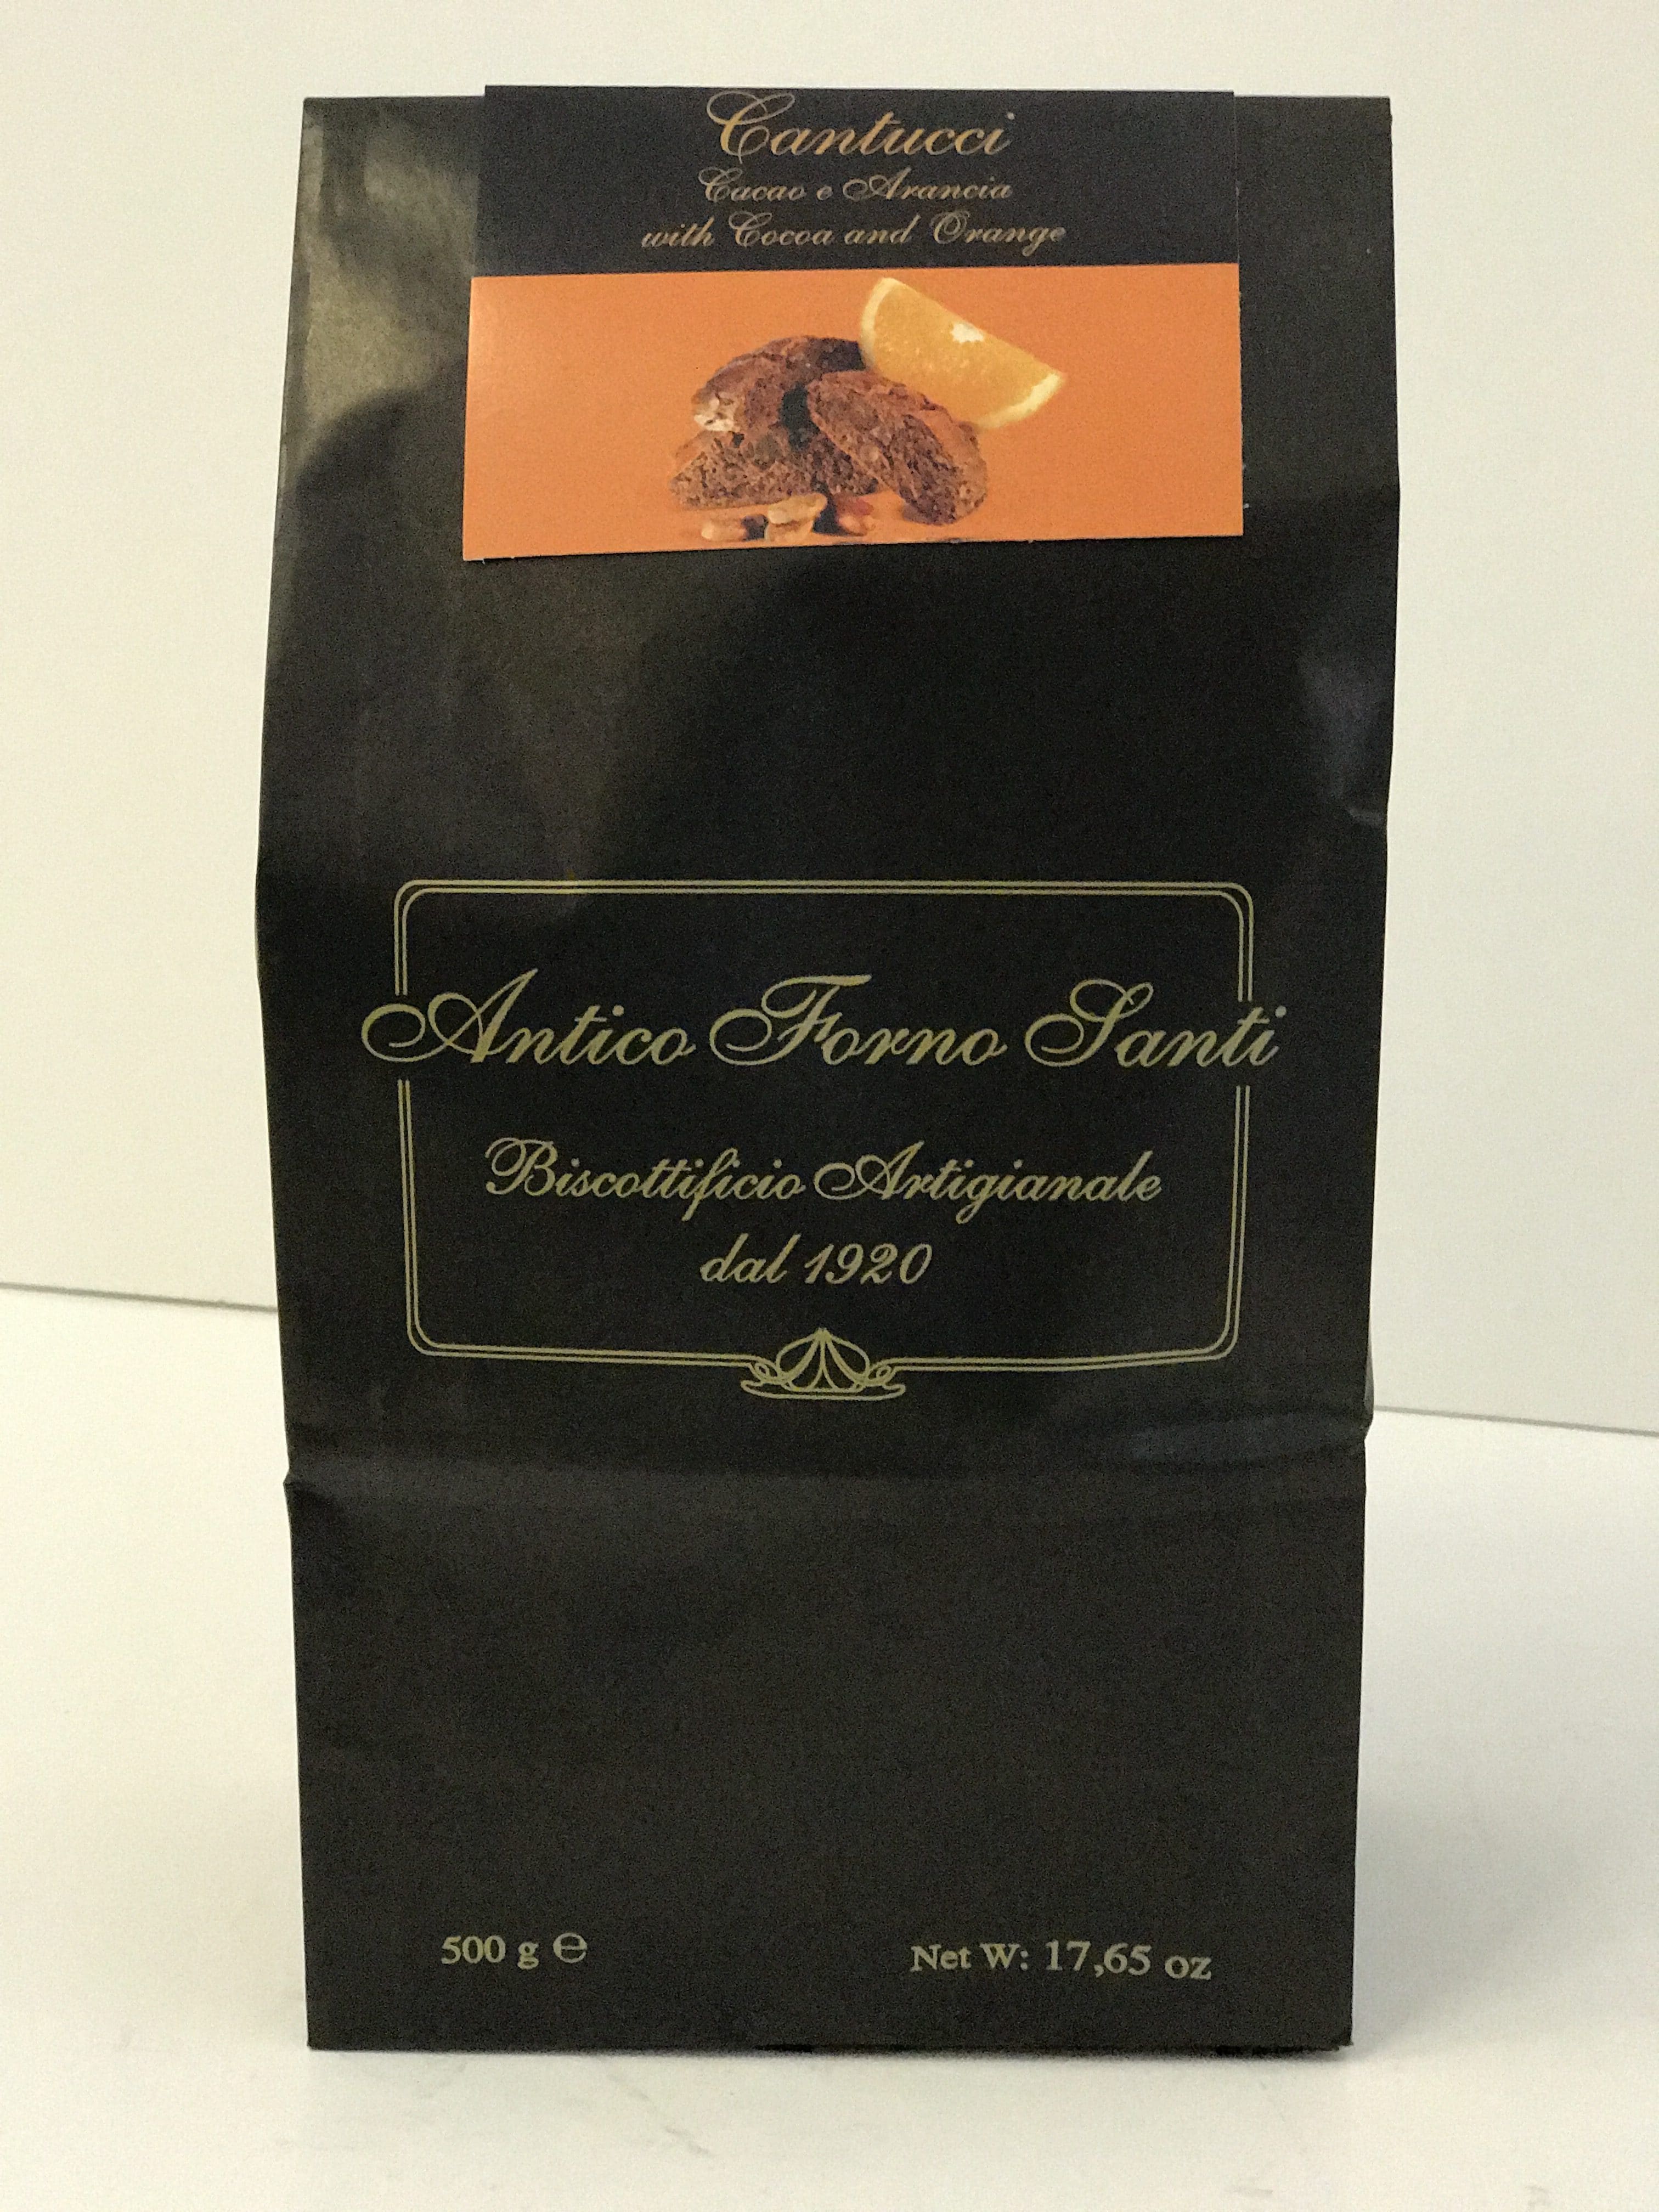 Cantucci
Cacao e Arancia
with Cocoa and Orange
Antico Forno Santi
Biscottificio Artigianale
dal 1920
500 g ℮
Net W: 17,65 oz